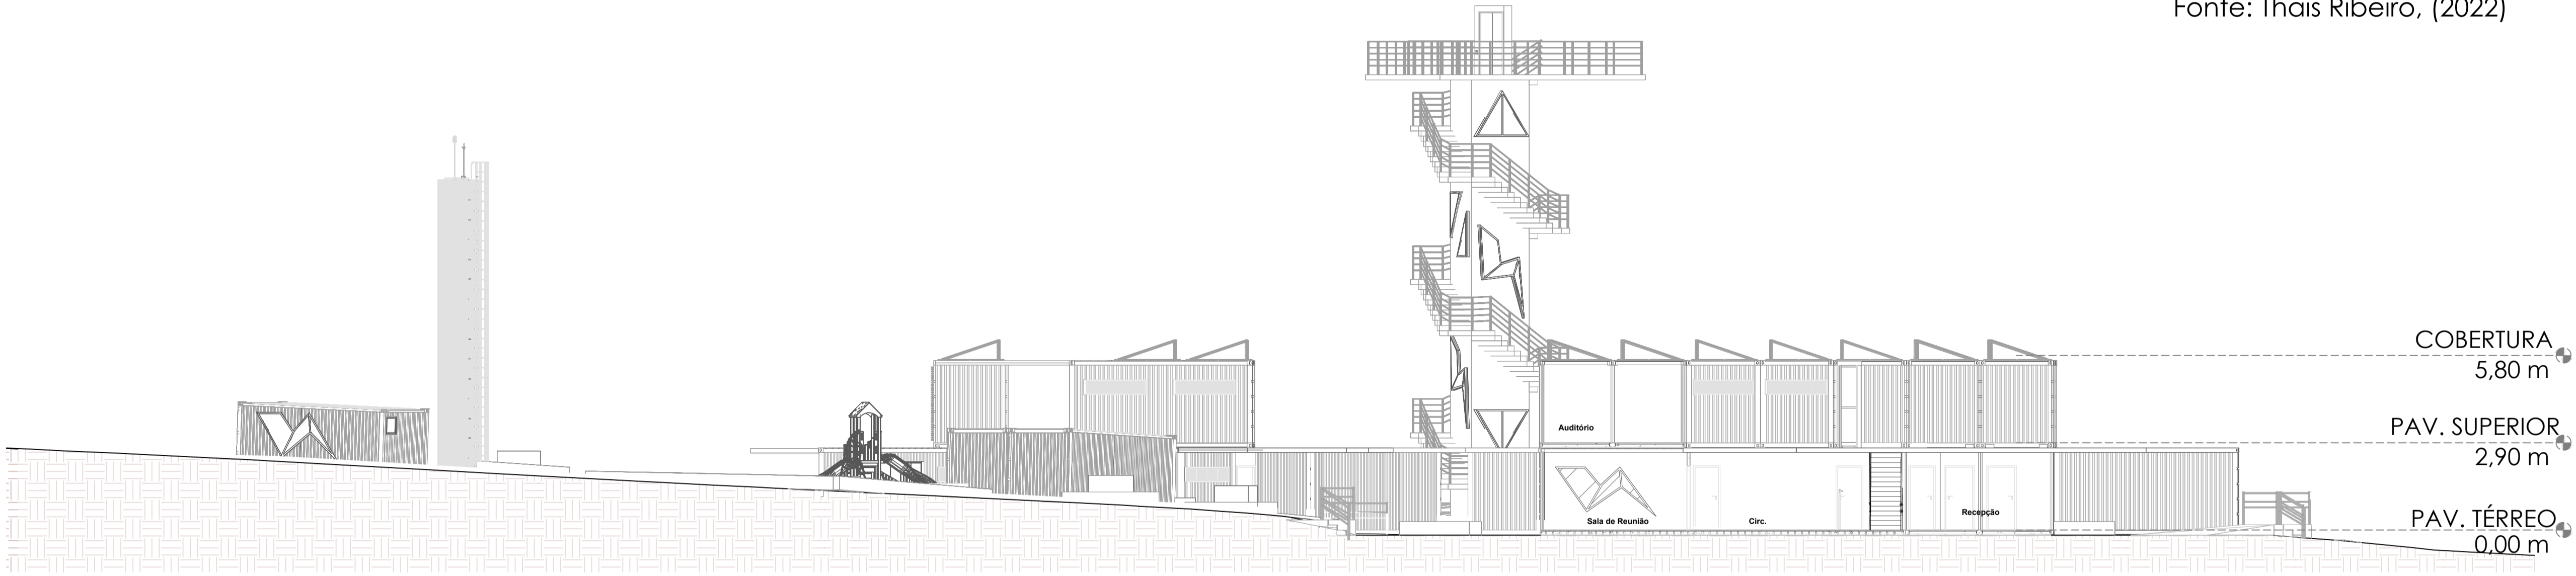 Fonte: Thais Ribeiro, (2022)
COBERTURA
5,80 m
PAV. SUPERIOR
2,90 m
PAV. TÉRREO
0,00 m
Auditório
Sala de Reunião
Circ.
Recepção